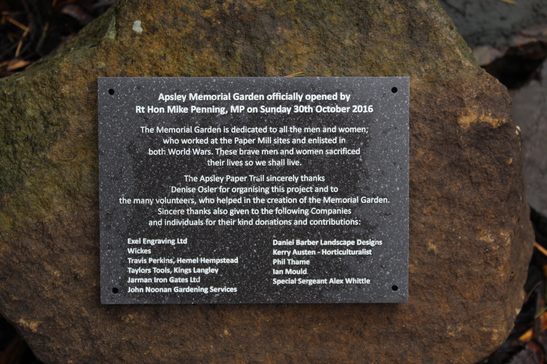 Apsley Memorial Garden officially opened by
Rt Hon Mike Penning, MP on Sunday 30th October 2016
The Memorial Garden is dedicated to all the men and women;
who worked at the Paper Mill sites and enlisted in
both World Wars. These brave men and women sacrificed
their lives so we shall live.
The Apsley Paper Trail sincerely thanks
Denise Osler for organising this project and to
the many volunteers, who helped in the creation of the Memorial Garden.
Sincere thanks also given to the following Companies
and individuals for their kind donations and contributions:
Exel Engraving Ltd
Wickes
Travis Perkins, Hemel Hempstead
Taylors Tools, Kings Langley
Jarman Iron Gates Ltd
John Noonan Gardening Services
Daniel Barber Landscape Designs
Kerry Austen - Horticulturalist
Phil Thame
Ian Mould
Special Sergeant Alex Whittle